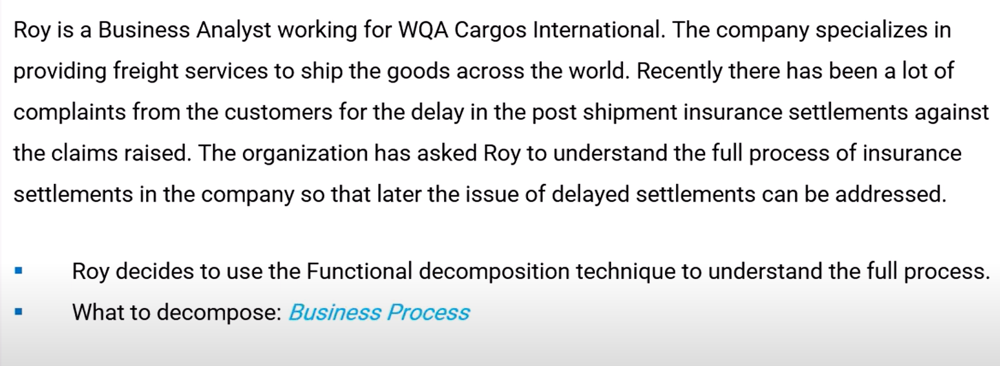 Roy is a Business Analyst working for WQA Cargos International. The company specializes in
providing freight services to ship the goods across the world. Recently there has been a lot of
complaints from the customers for the delay in the post shipment insurance settlements against
the claims raised. The organization has asked Roy to understand the full process of insurance
settlements in the company so that later the issue of delayed settlements can be addressed.
▪ Roy decides to use the Functional decomposition technique to understand the full process.
▪ What to decompose: Business Process